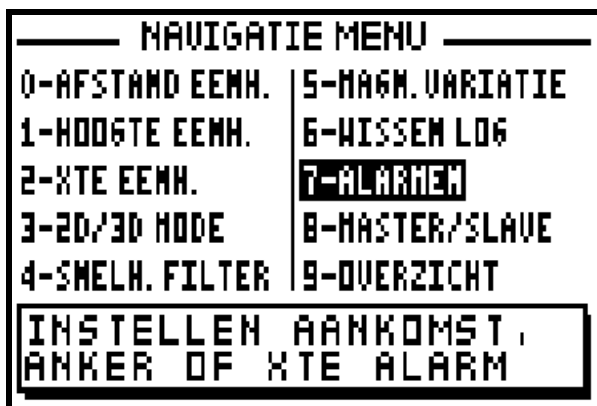 NAVIGATIE MENU
0-AFSTAND EENH.
1-HOOGTE EENH.
2-XTE EENH.
3-2D/3D MODE
4-SNELH. FILTER
5-MAGN. VARIATIE
6-WISSEN LOG
7-ALARMEN
8-MASTER/SLAVE
9-OVERZICHT
INSTELLEN AANKOMST,
ANKER OF XTE ALARM